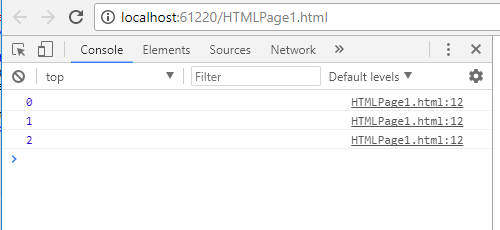 localhost:61220/HTMLPage1.html
Console Elements Sources Network »
top Filter Default levels
0 HTMLPage1.html:12
1 HTMLPage1.html:12
2 HTMLPage1.html:12
>